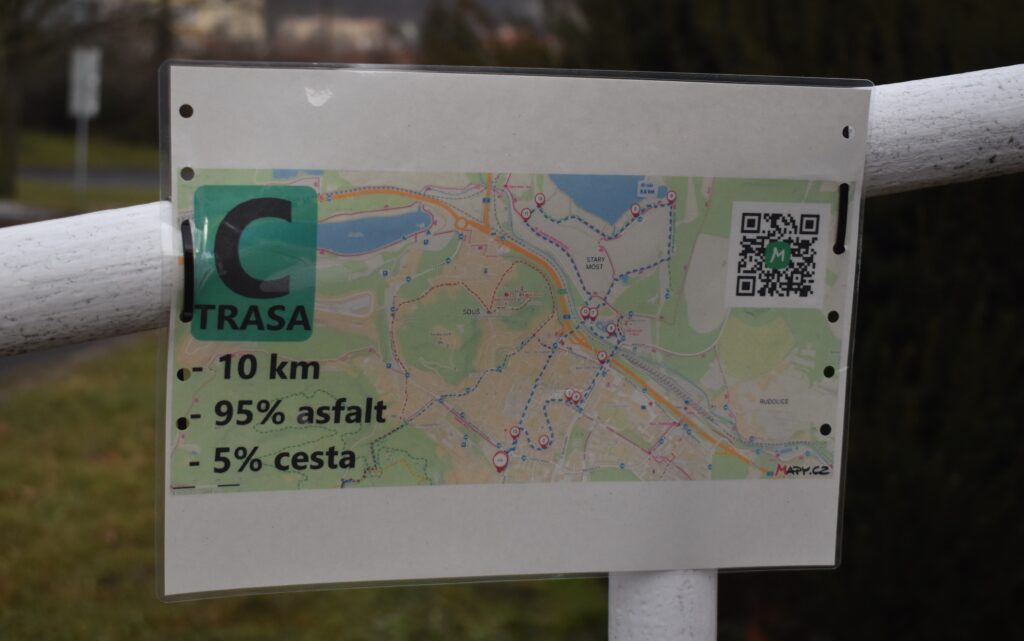 C
TRASA
- 10 km
- 95% asfalt
- 5% cesta
STARÝ
MOST
SOUŠ
RUDOLICE
M
MAPY.CZ